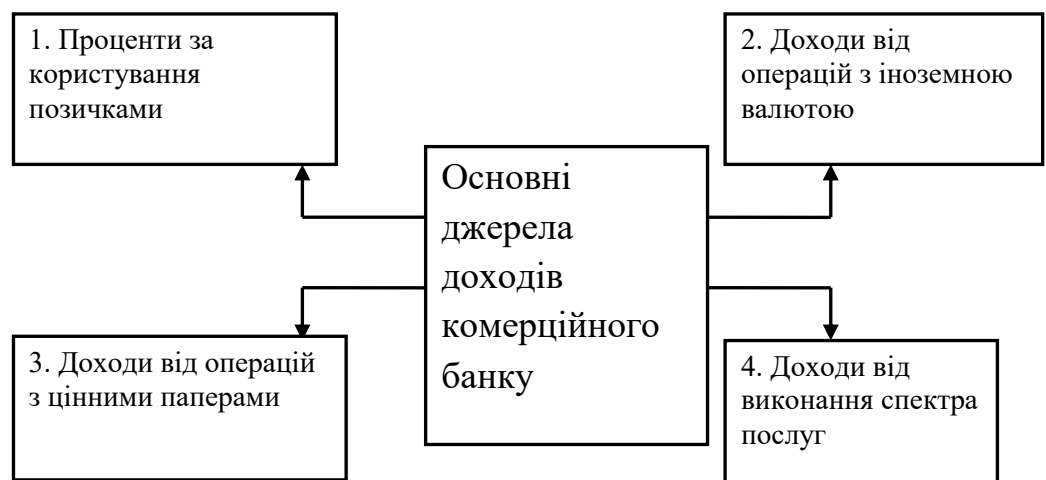 1. Проценти за
користування
позичками
2. Доходи від
операцій з іноземною
валютою
Основні
джерела
доходів
комерційного
банку
3. Доходи від операцій
з цінними паперами
4. Доходи від
виконання спектра
послуг